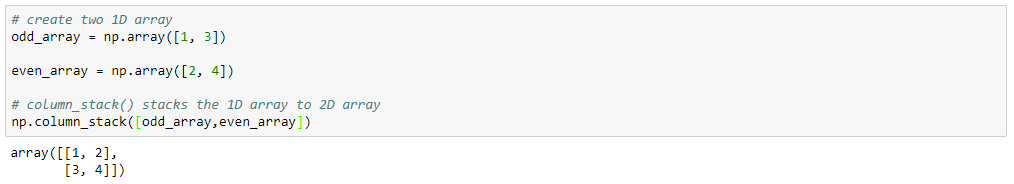 # create two 1D array
odd_array = np.array([1, 3])
even_array = np.array([2, 4])
# column_stack() stacks the 1D array to 2D array
np.column_stack([odd_array,even_array])
array([[1, 2],
       [3, 4]])